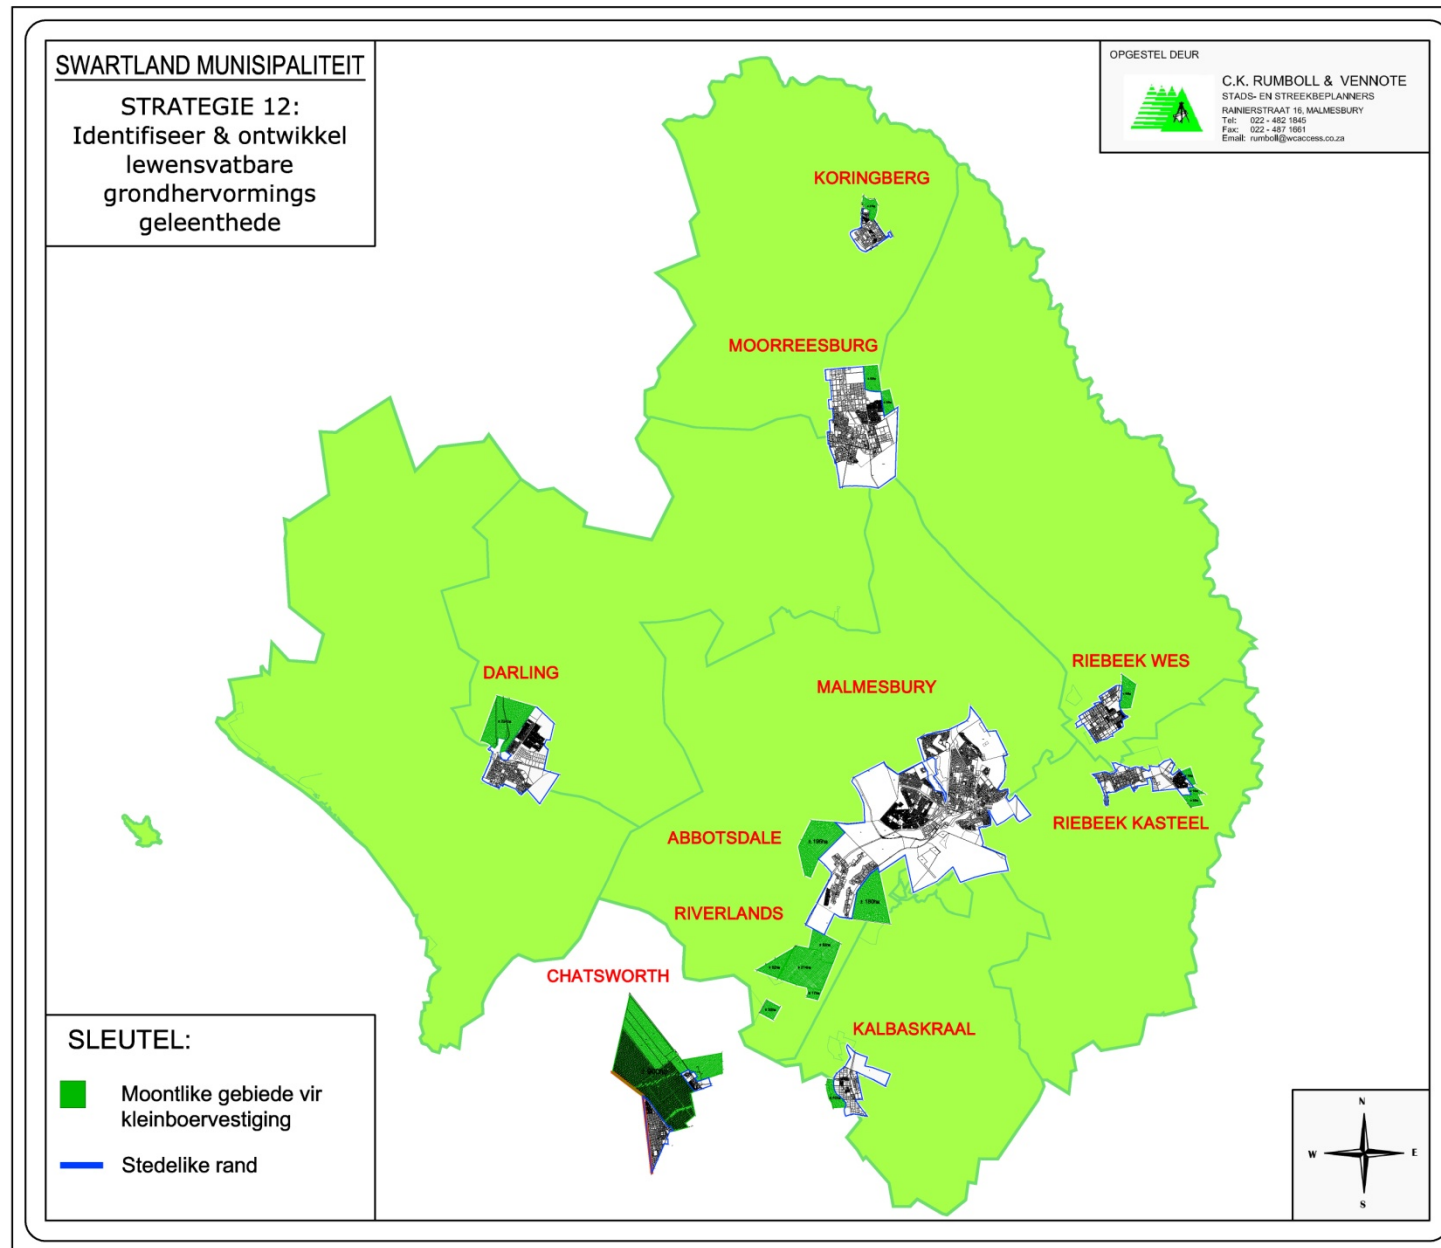 SWARTLAND MUNISIPALITEIT
STRATEGIE 12:
Identifiseer & ontwikkel
lewensvatbare
grondhervormings
geleenthede
OPGESTEL DEUR
C.K. RUMBOLL & VENNOTE
STADS- EN STREEKBEPLANNERS
RAINIERSTRAAT 16, MALMESBURY
Tel: 022 - 482 1845
Fax: 022 - 487 1661
Email: rumboll@wcaccess.co.za
KORINGBERG
MOORREESBURG
DARLING
MALMESBURY
RIEBEEK WES
RIEBEEK KASTEEL
ABBOTSDALE
± 190ha
RIVERLANDS
± 180ha
CHATSWORTH
KALBASKRAAL
SLEUTEL:
Moontlike gebiede vir
kleinboervestiging
Stedelike rand
N
W
E
S